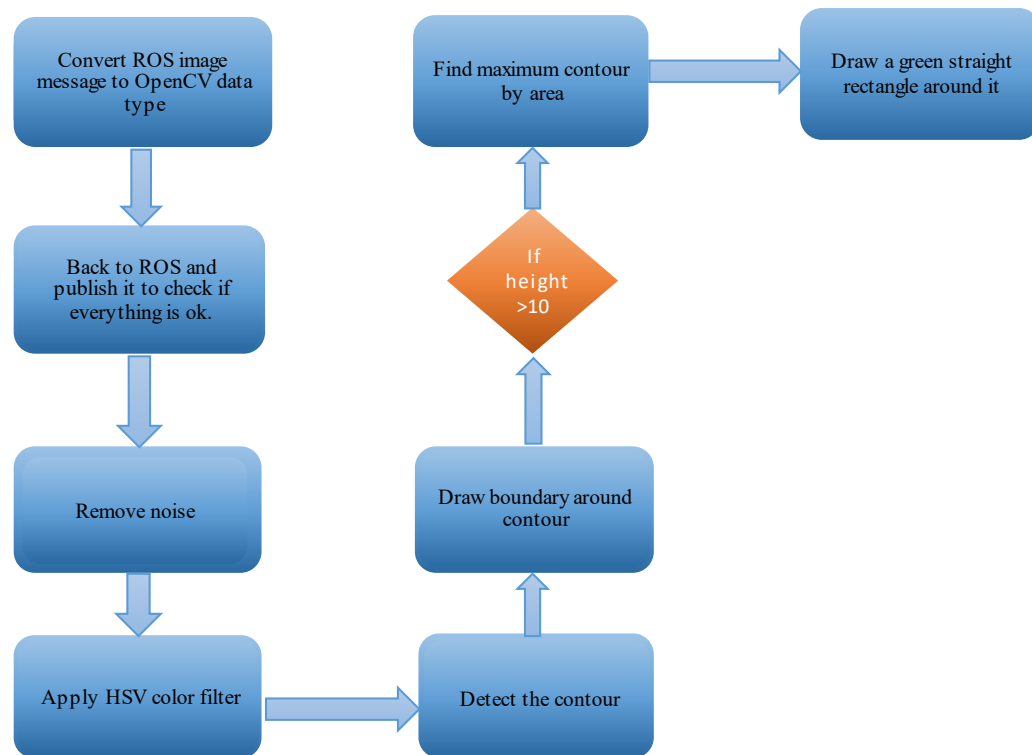 Convert ROS image
message to OpenCV data
type
Back to ROS and
publish it to check if
everything is ok.
Remove noise
Apply HSV color filter
Detect the contour
Draw boundary around
contour
If
height
>10
Find maximum contour
by area
Draw a green straight
rectangle around it